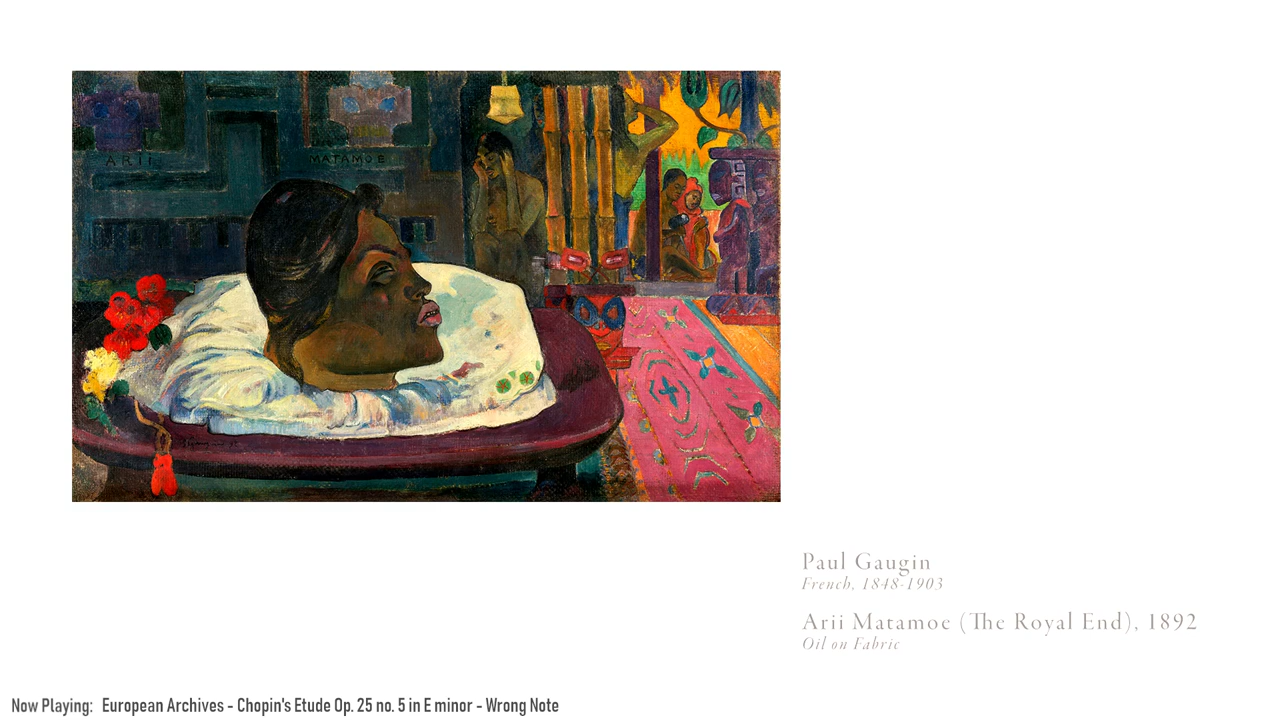 ARII
MATAMOE
Paul Gaugin
French, 1848-1903
Arii Matamoe (The Royal End), 1892
Oil on Fabric
Now Playing: European Archives - Chopin's Etude Op. 25 no. 5 in E minor - Wrong Note